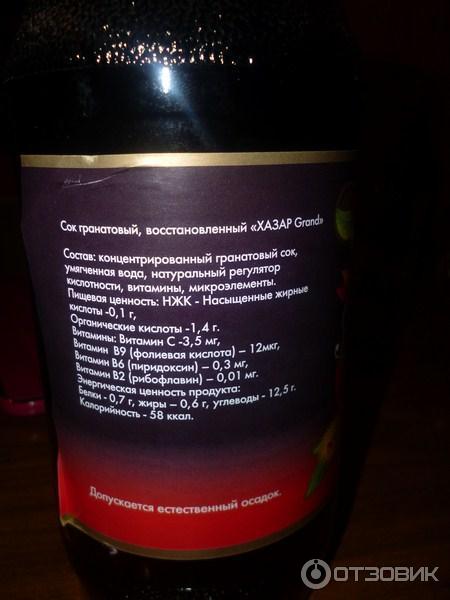 Сок гранатовый, восстановленный «ХАЗАР Grand»
Состав: концентрированный гранатовый сок,
умягченная вода, натуральный регулятор
кислотности, витамины, микроэлементы.
Пищевая ценность: НЖК - Насыщенные жирные
кислоты -0,1 г,
Органические кислоты -1,4 г.
Витамины: Витамин С -3,5 мг,
Витамин В9 (фолиевая кислота) – 12мкг,
Витамин В6 (пиридоксин) – 0,3 мг,
Витамин В2 (рибофлавин) – 0,01 мг.
Энергетическая ценность продукта:
Белки - 0,7 г, жиры – 0,6 г, углеводы - 12,5 г.
Калорийность - 58 ккал.
Допускается естественный осадок.
ОТЗОВИК